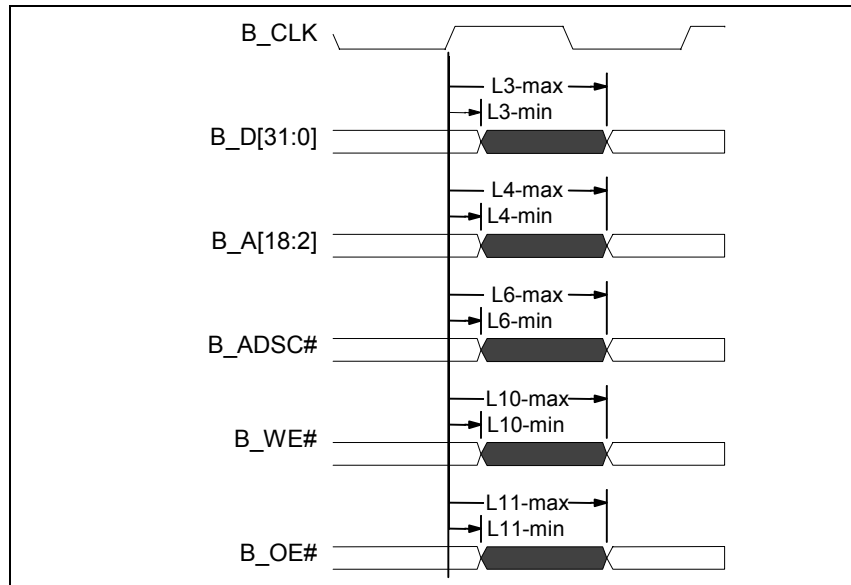 B_CLK
L3-max
L3-min
B_D[31:0]
L4-max
L4-min
B_A[18:2]
L6-max
L6-min
B_ADSC#
L10-max
L10-min
B_WE#
L11-max
L11-min
B_OE#